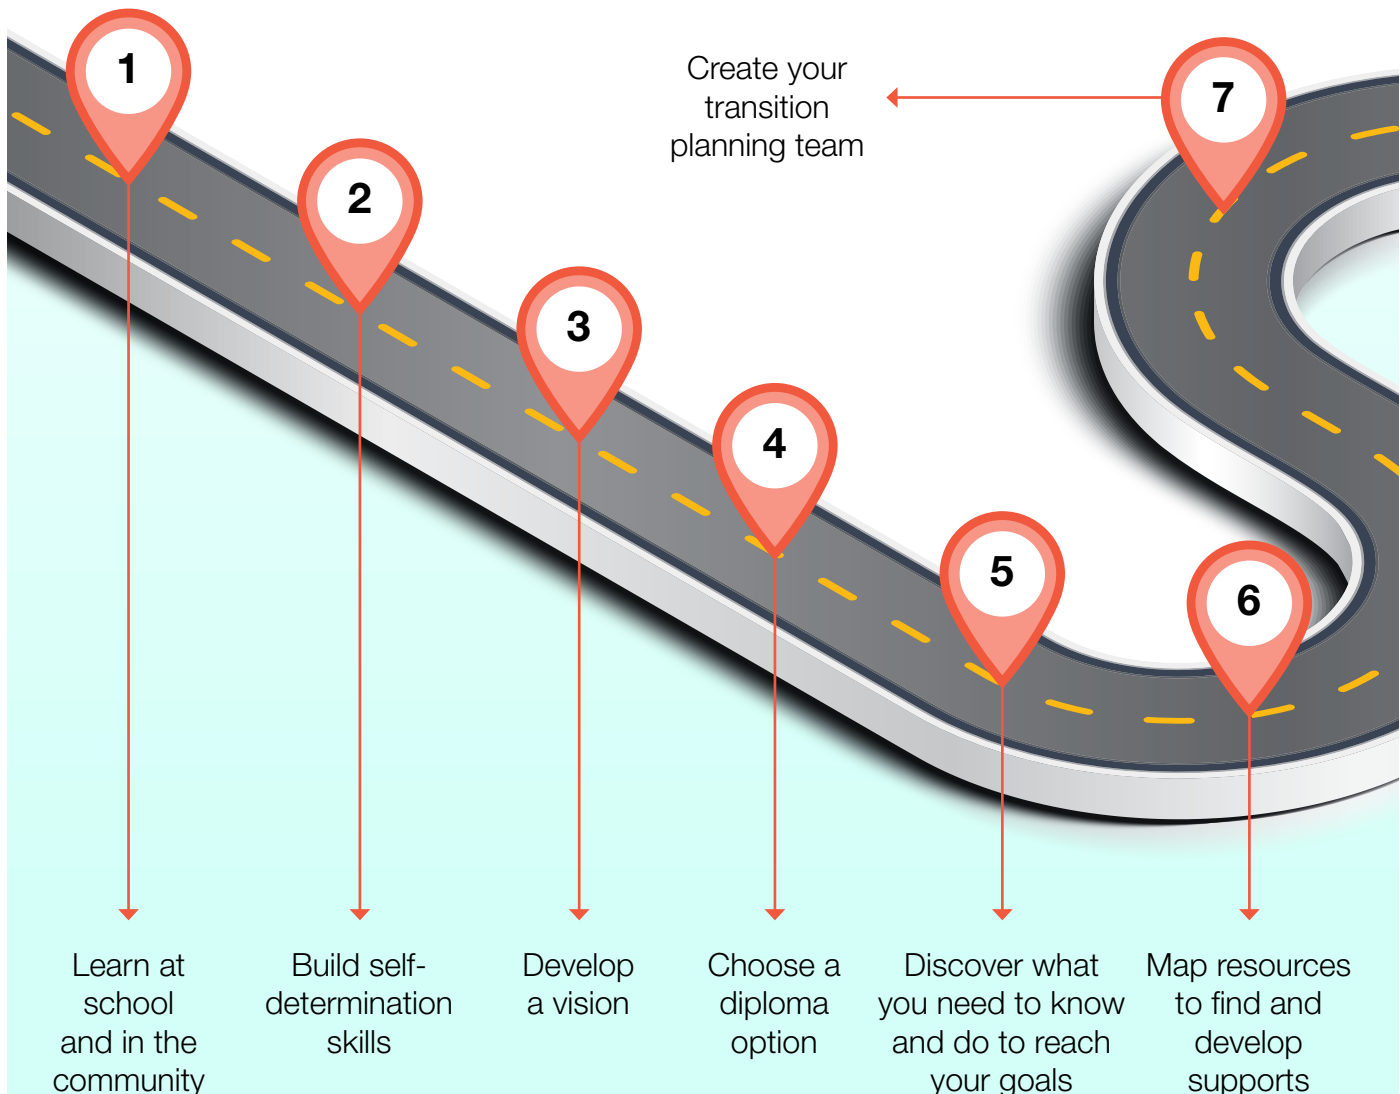 1
Learn at
school
and in the
community
2
Build self-
determination
skills
3
Develop
a vision
4
Choose a
diploma
option
5
Discover what
you need to know
and do to reach
your goals
6
Map resources
to find and
develop
supports
7
Create your
transition
planning team